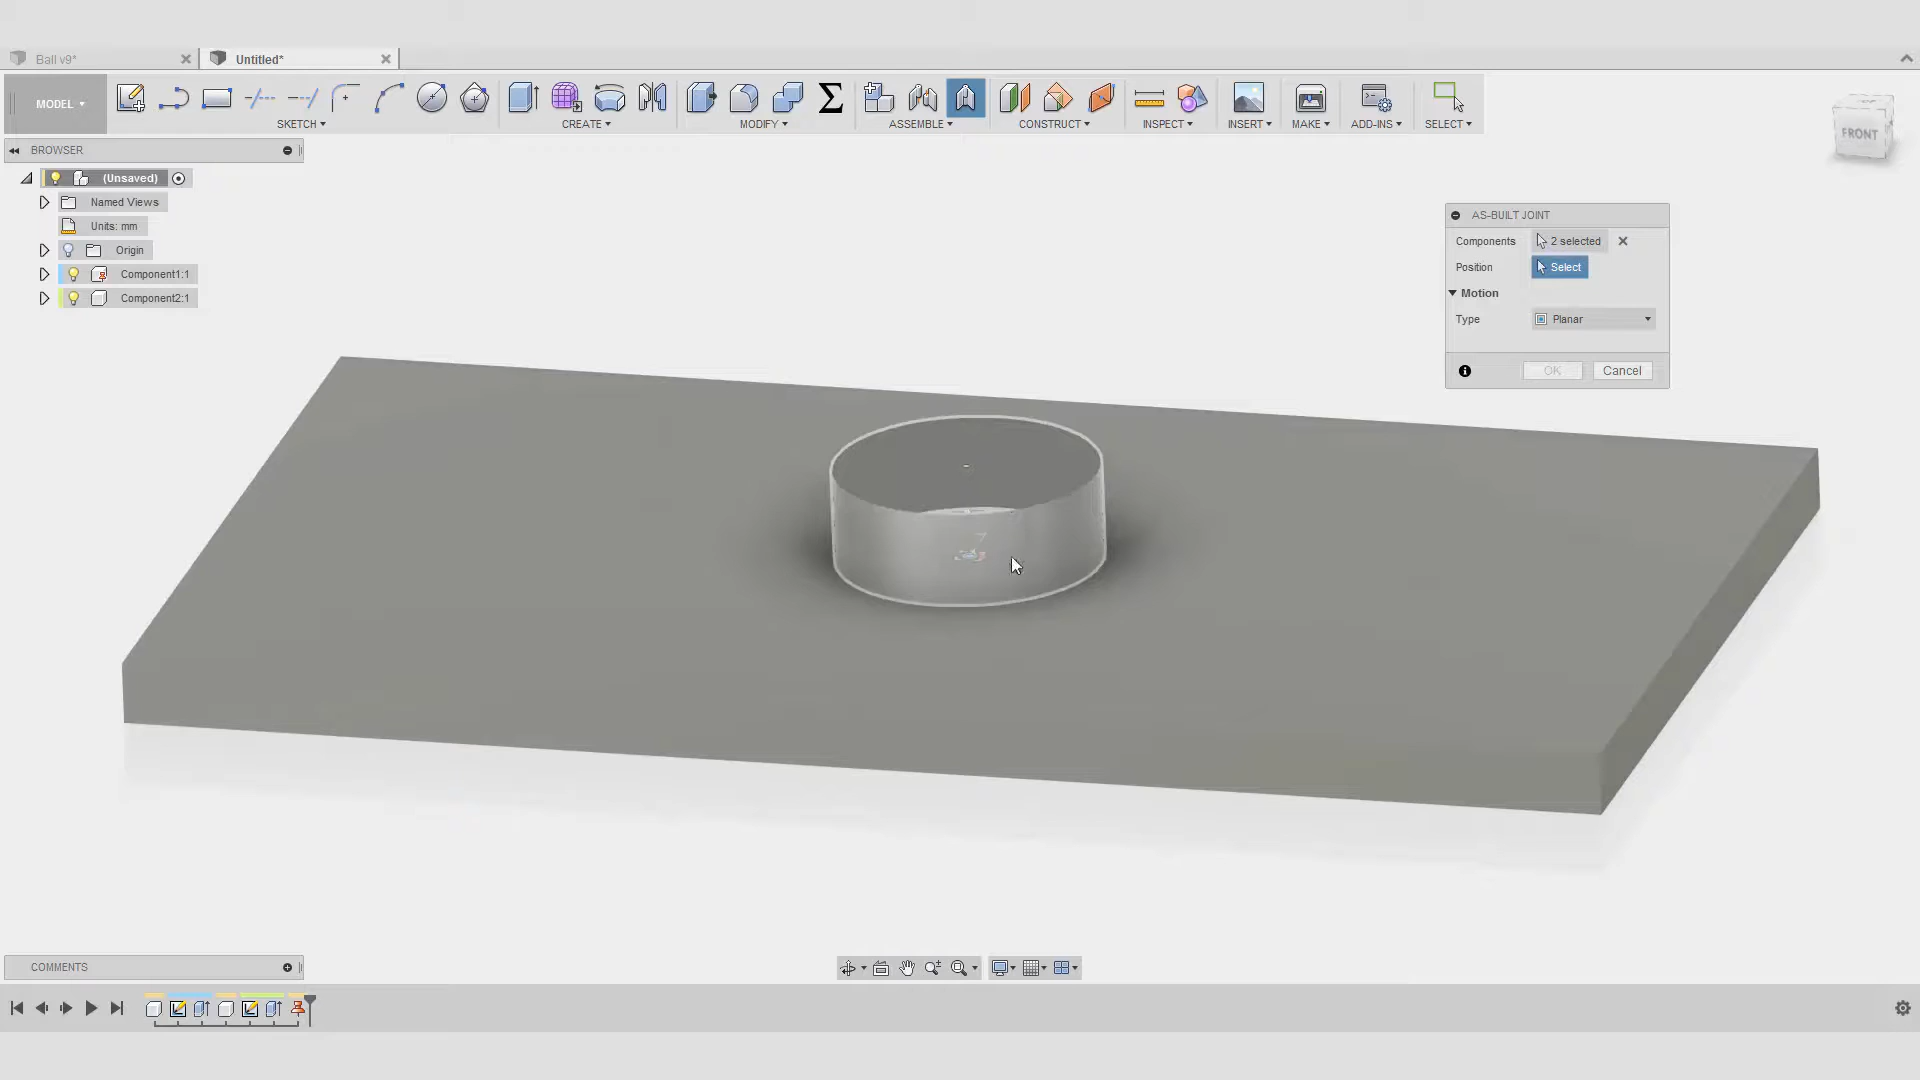 Ball v9*
Untitled*
MODEL
SKETCH
CREATE
MODIFY
ASSEMBLE
CONSTRUCT
INSPECT
INSERT
MAKE
ADD-INS
SELECT
FRONT
BROWSER
(Unsaved)
Named Views
Units: mm
Origin
Component1:1
Component2:1
AS-BUILT JOINT
Components 2 selected
Position Select
Motion
Type Planar
OK Cancel
COMMENTS